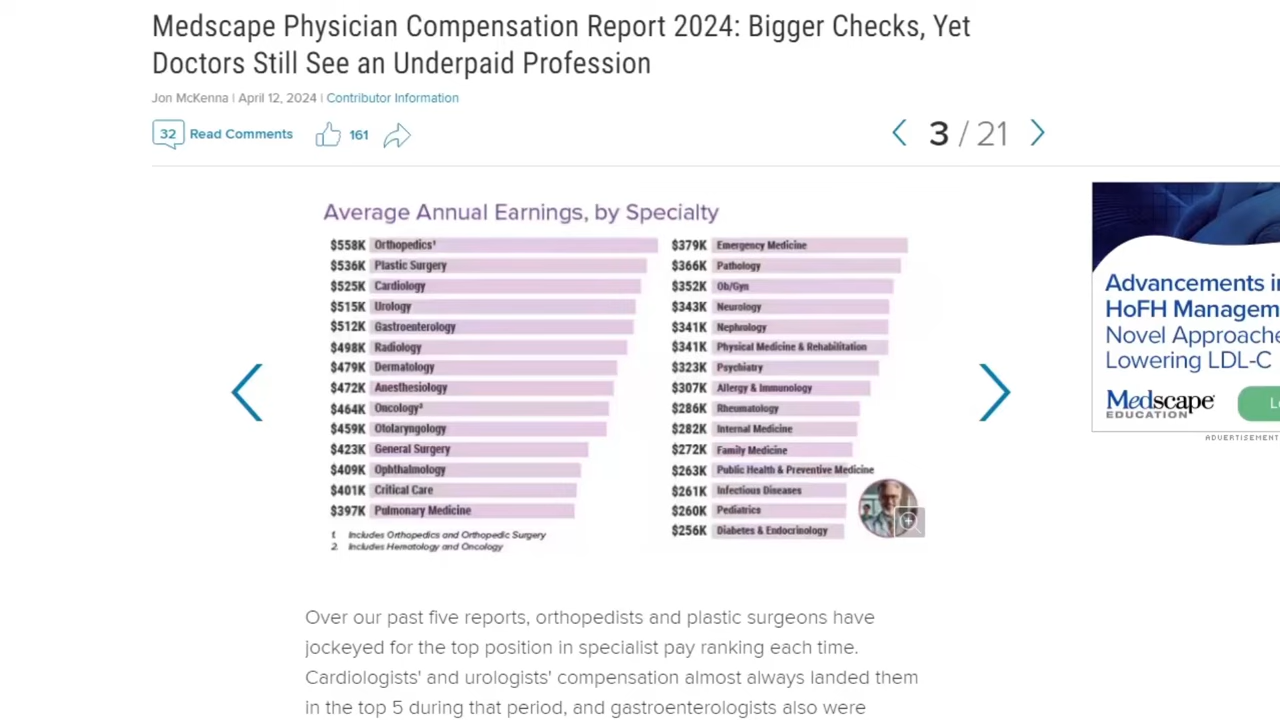 Medscape Physician Compensation Report 2024: Bigger Checks, Yet
Doctors Still See an Underpaid Profession
Jon McKenna | April 12, 2024 | Contributor Information
32 Read Comments 161
3 / 21
Average Annual Earnings, by Specialty
$558K Orthopedics¹
$536K Plastic Surgery
$525K Cardiology
$515K Urology
$512K Gastroenterology
$498K Radiology
$479K Dermatology
$472K Anesthesiology
$464K Oncology²
$459K Otolaryngology
$423K General Surgery
$409K Ophthalmology
$401K Critical Care
$397K Pulmonary Medicine
1. Includes Orthopedics and Orthopedic Surgery
2. Includes Hematology and Oncology
$379K Emergency Medicine
$366K Pathology
$352K Ob/Gyn
$343K Neurology
$341K Nephrology
$341K Physical Medicine & Rehabilitation
$323K Psychiatry
$307K Allergy & Immunology
$286K Rheumatology
$282K Internal Medicine
$272K Family Medicine
$263K Public Health & Preventive Medicine
$261K Infectious Diseases
$260K Pediatrics
$256K Diabetes & Endocrinology
Advancements i
HoFH Managem
Novel Approache
Lowering LDL-C
Medscape
EDUCATION
L
ADVERTISEMENT
Over our past five reports, orthopedists and plastic surgeons have
jockeyed for the top position in specialist pay ranking each time.
Cardiologists' and urologists' compensation almost always landed them
in the top 5 during that period, and gastroenterologists also were